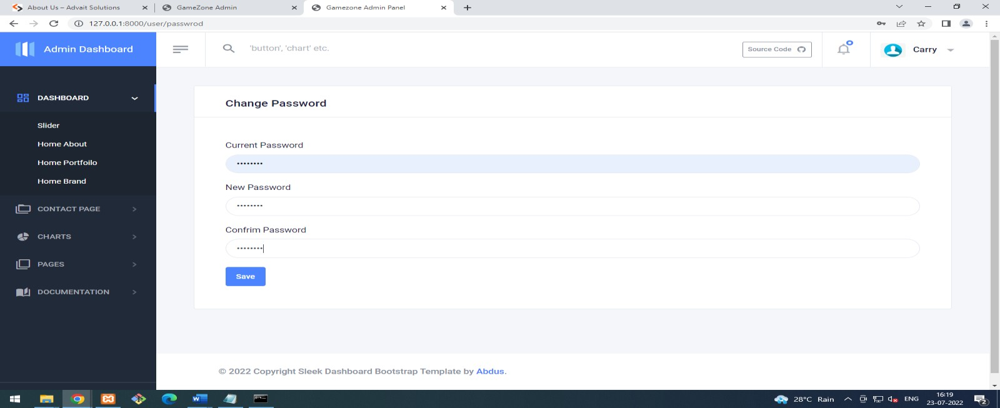 About Us – Advait Solutions
GameZone Admin
Gamezone Admin Panel
127.0.0.1:8000/user/passwrod
Admin Dashboard
'button', 'chart' etc.
Source Code
Carry
DASHBOARD
Slider
Home About
Home Portfoilo
Home Brand
CONTACT PAGE
CHARTS
PAGES
DOCUMENTATION
Change Password
Current Password
••••••••
New Password
••••••••
Confrim Password
••••••••
Save
© 2022 Copyright Sleek Dashboard Bootstrap Template by Abdus.
28°C Rain
ENG
16:19
23-07-2022
2